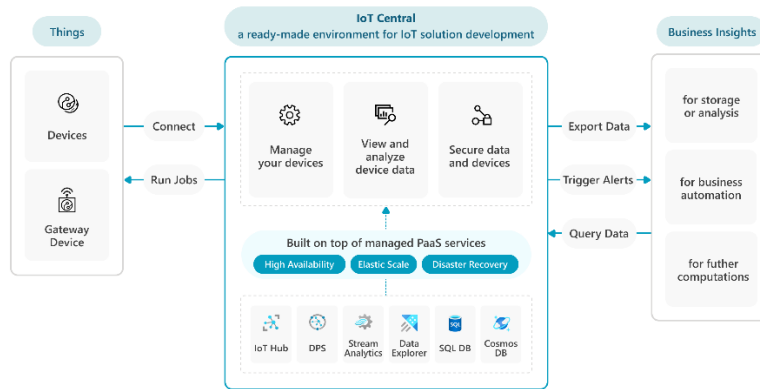 Things
IoT Central
a ready-made environment for IoT solution development
Business Insights
Devices
Gateway
Device
Connect
Run Jobs
Manage
your devices
View and
analyze
device data
Secure data
and devices
Built on top of managed PaaS services
High Availability
Elastic Scale
Disaster Recovery
IoT Hub
DPS
Stream
Analytics
Data
Explorer
SQL
SQL DB
Cosmos
DB
Export Data
Trigger Alerts
Query Data
for storage
or analysis
for business
automation
for futher
computations